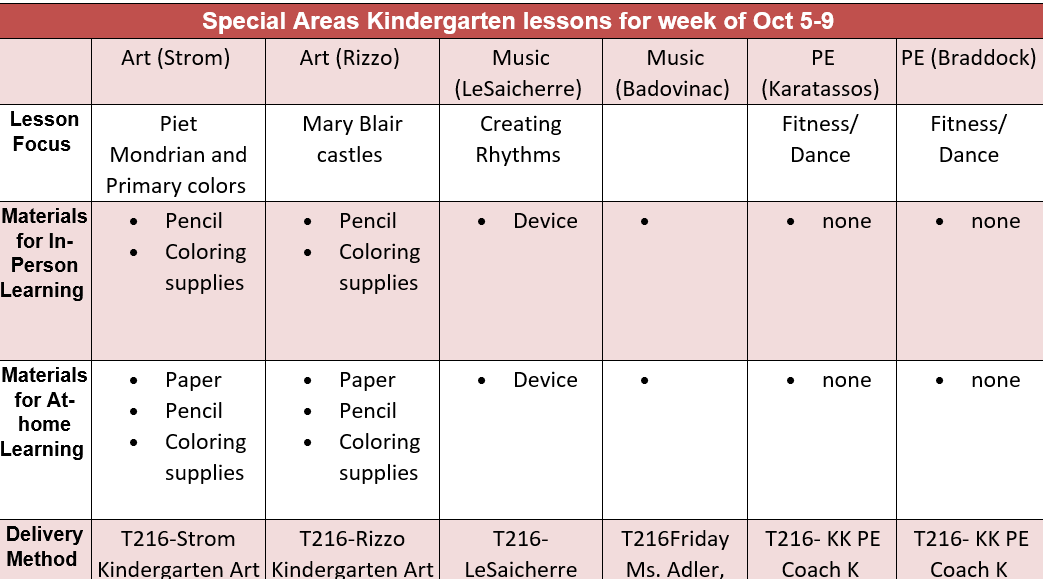 Special Areas Kindergarten lessons for week of Oct 5-9
Art (Strom)
Art (Rizzo)
Music
(LeSaicherre)
Music
(Badovinac)
PE
(Karatassos)
PE (Braddock)
Lesson
Focus
Piet
Mondrian and
Primary colors
Mary Blair
castles
Creating
Rhythms
Fitness/
Dance
Fitness/
Dance
Materials
for In-
Person
Learning
• Pencil
• Coloring
supplies
• Pencil
• Coloring
supplies
• Device
•
• none
• none
Materials
for At-
home
Learning
• Paper
• Pencil
• Coloring
supplies
• Paper
• Pencil
• Coloring
supplies
• Device
•
• none
• none
Delivery
Method
T216-Strom
Kindergarten Art
T216-Rizzo
Kindergarten Art
T216-
LeSaicherre
T216Friday
Ms. Adler,
T216- KK PE
Coach K
T216- KK PE
Coach K